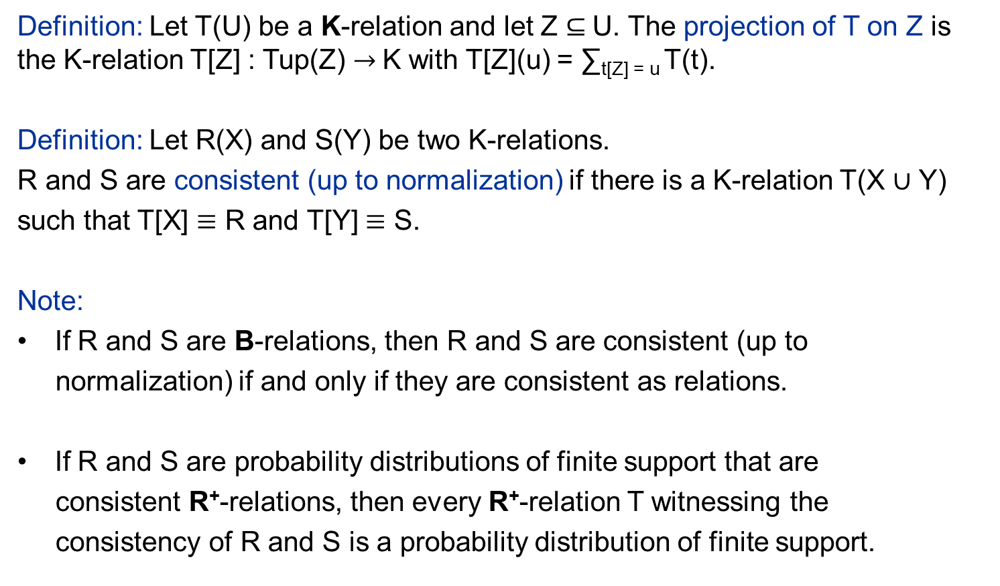 Definition: Let T(U) be a K-relation and let Z ⊆ U. The projection of T on Z is
the K-relation T[Z] : Tup(Z) → K with T[Z](u) = ∑t[Z] = u T(t).
Definition: Let R(X) and S(Y) be two K-relations.
R and S are consistent (up to normalization) if there is a K-relation T(X ∪ Y)
such that T[X] ≡ R and T[Y] ≡ S.
Note:
• If R and S are B-relations, then R and S are consistent (up to
normalization) if and only if they are consistent as relations.
• If R and S are probability distributions of finite support that are
consistent R⁺-relations, then every R⁺-relation T witnessing the
consistency of R and S is a probability distribution of finite support.